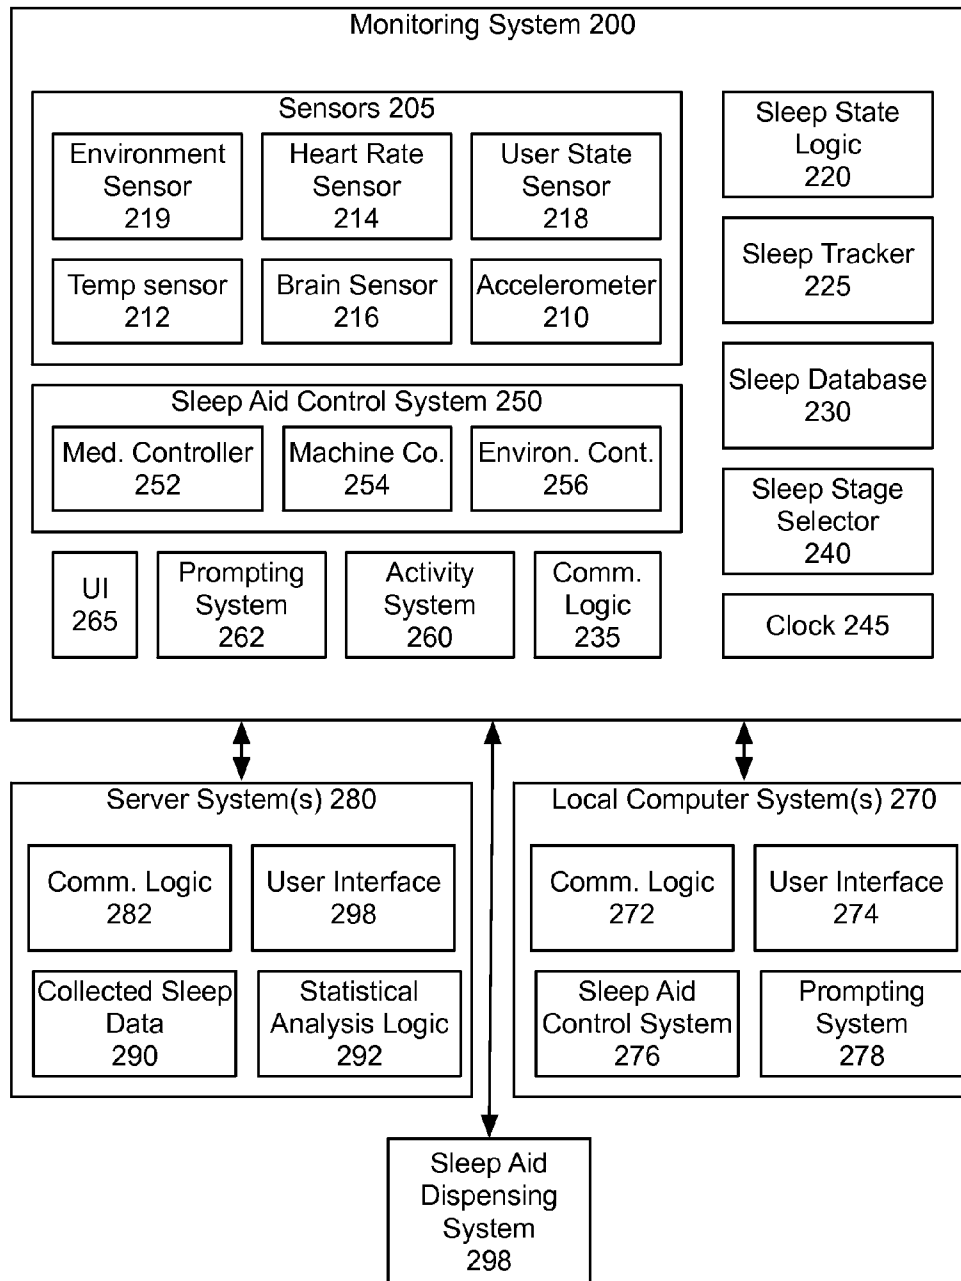 Monitoring System 200
Sensors 205
Environment
Sensor
219
Heart Rate
Sensor
214
User State
Sensor
218
Temp sensor
212
Brain Sensor
216
Accelerometer
210
Sleep Aid Control System 250
Med. Controller
252
Machine Co.
254
Environ. Cont.
256
UI
265
Prompting
System
262
Activity
System
260
Comm.
Logic
235
Sleep State
Logic
220
Sleep Tracker
225
Sleep Database
230
Sleep Stage
Selector
240
Clock 245
Server System(s) 280
Comm. Logic
282
User Interface
298
Collected Sleep
Data
290
Statistical
Analysis Logic
292
Local Computer System(s) 270
Comm. Logic
272
User Interface
274
Sleep Aid
Control System
276
Prompting
System
278
Sleep Aid
Dispensing
System
298